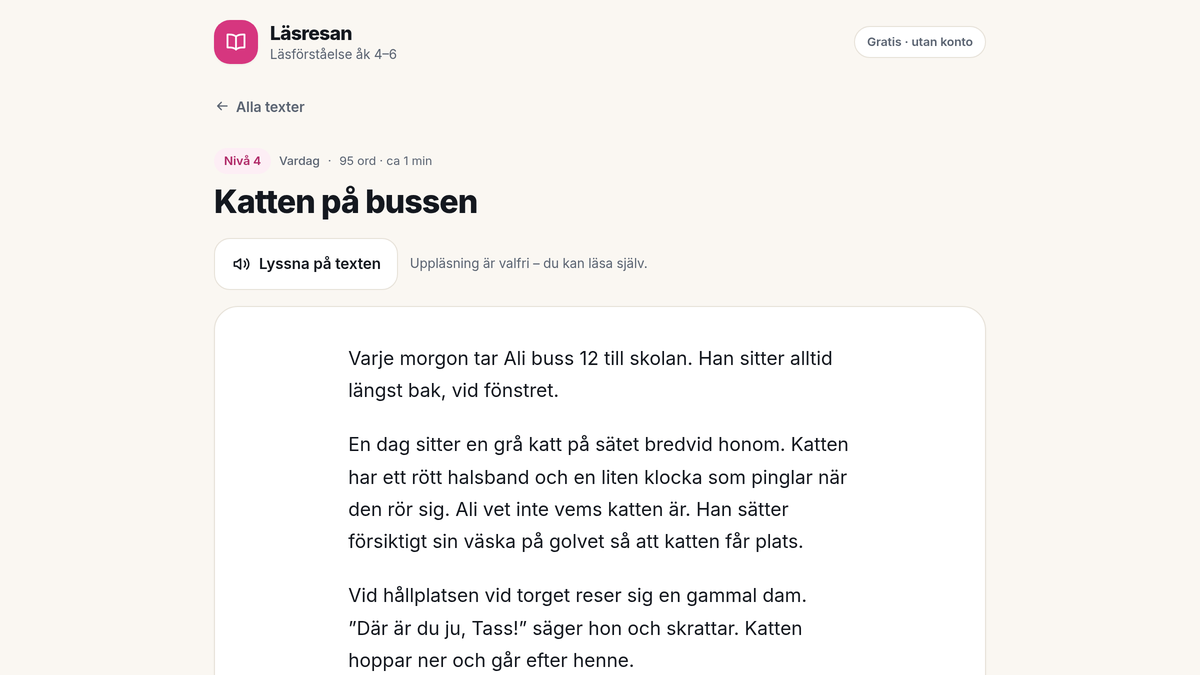 Läsresan
Läsförståelse åk 4–6
Gratis · utan konto
← Alla texter
Nivå 4 Vardag · 95 ord · ca 1 min
Katten på bussen
Lyssna på texten
Uppläsning är valfri – du kan läsa själv.
Varje morgon tar Ali buss 12 till skolan. Han sitter alltid
längst bak, vid fönstret.
En dag sitter en grå katt på sätet bredvid honom. Katten
har ett rött halsband och en liten klocka som pinglar när
den rör sig. Ali vet inte vems katten är. Han sätter
försiktigt sin väska på golvet så att katten får plats.
Vid hållplatsen vid torget reser sig en gammal dam.
”Där är du ju, Tass!” säger hon och skrattar. Katten
hoppar ner och går efter henne.